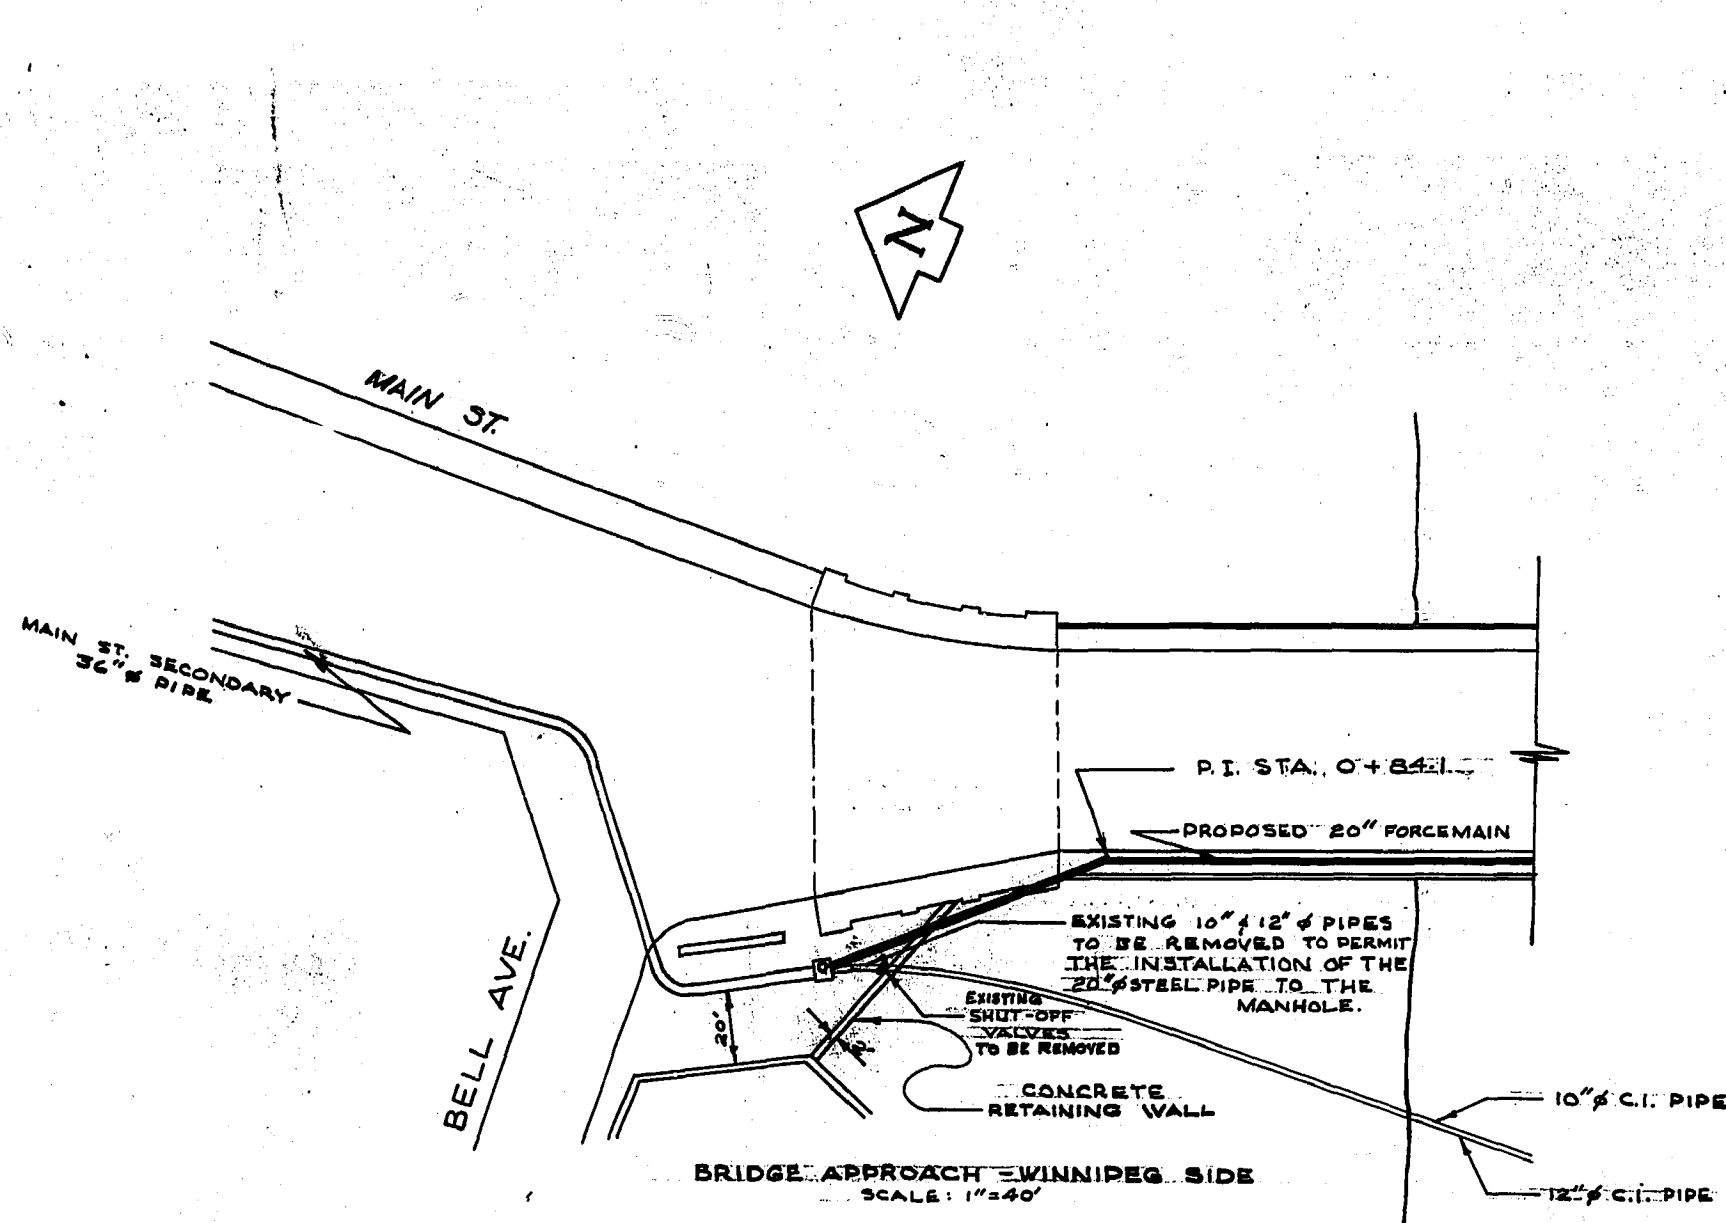 N
MAIN ST.
MAIN ST. SECONDARY
36"ø PIPE
P.I. STA. 0+84.1
PROPOSED 20" FORCEMAIN
EXISTING 10" & 12" ø PIPES
TO BE REMOVED TO PERMIT
THE INSTALLATION OF THE
20"ø STEEL PIPE TO THE
MANHOLE.
BELL AVE.
20'
EXISTING
SHUT-OFF
VALVES
TO BE REMOVED
CONCRETE
RETAINING WALL
10"ø C.I. PIPE
12"ø C.I. PIPE
BRIDGE APPROACH - WINNIPEG SIDE
SCALE: 1"=40'